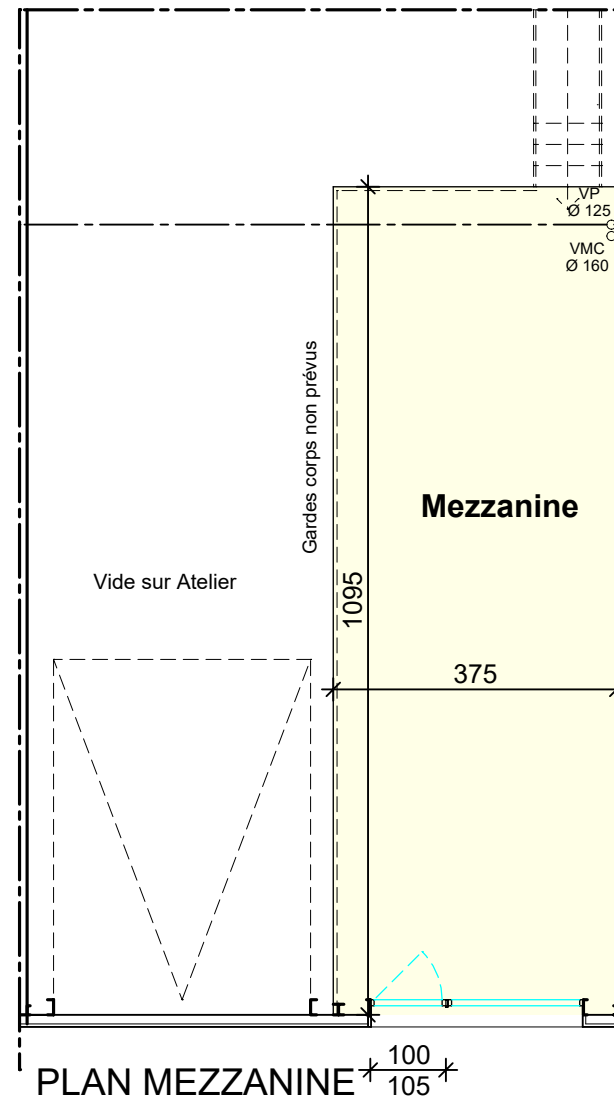 VP
Ø 125
VMC
Ø 160
Gardes corps non prévus
Mezzanine
Vide sur Atelier
1095
375
PLAN MEZZANINE
100
105